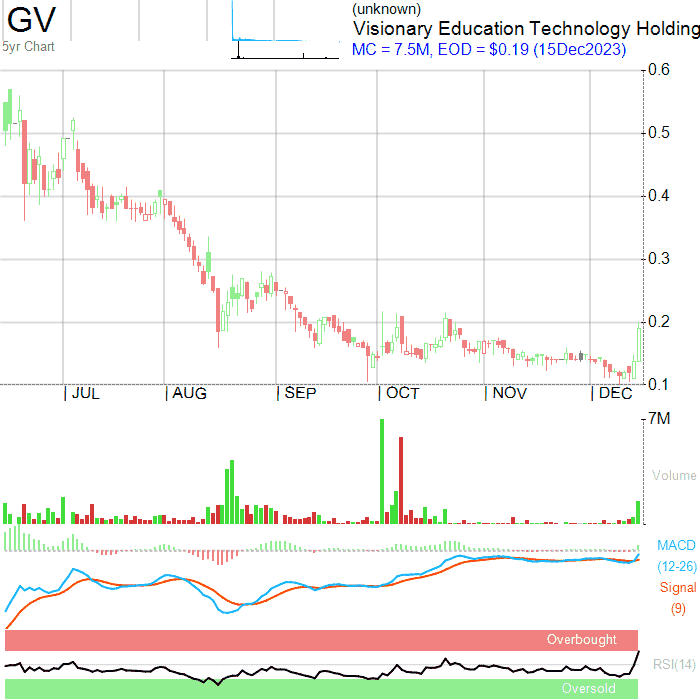 GV
5yr Chart
(unknown)
Visionary Education Technology Holding
MC = 7.5M, EOD = $0.19 (15Dec2023)
0.6
0.5
0.4
0.3
0.2
0.1
JUL
AUG
SEP
OCT
NOV
DEC
7M
Volume
MACD
(12-26)
Signal
(9)
Overbought
RSI(14)
Oversold